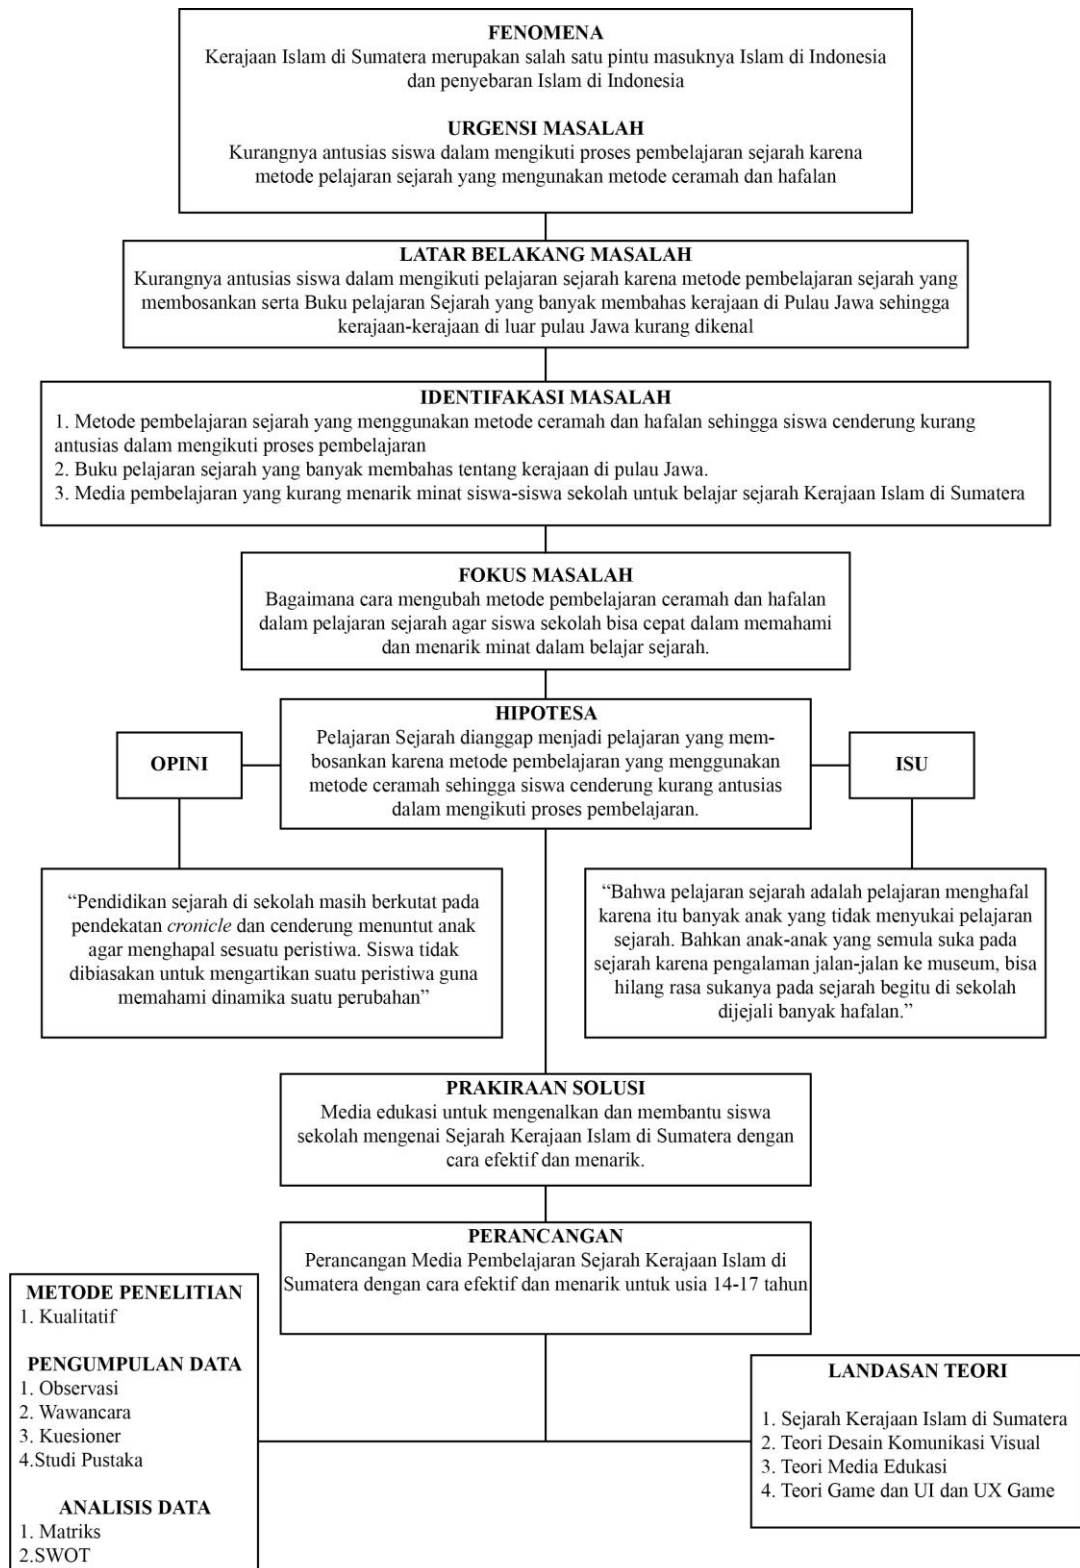 FENOMENA
Kerajaan Islam di Sumatera merupakan salah satu pintu masuknya Islam di Indonesia
dan penyebaran Islam di Indonesia
URGENSI MASALAH
Kurangnya antusias siswa dalam mengikuti proses pembelajaran sejarah karena
metode pelajaran sejarah yang mengunakan metode ceramah dan hafalan
LATAR BELAKANG MASALAH
Kurangnya antusias siswa dalam mengikuti pelajaran sejarah karena metode pembelajaran sejarah yang
membosankan serta Buku pelajaran Sejarah yang banyak membahas kerajaan di Pulau Jawa sehingga
kerajaan-kerajaan di luar pulau Jawa kurang dikenal
IDENTIFAKASI MASALAH
1. Metode pembelajaran sejarah yang menggunakan metode ceramah dan hafalan sehingga siswa cenderung kurang
antusias dalam mengikuti proses pembelajaran
2. Buku pelajaran sejarah yang banyak membahas tentang kerajaan di pulau Jawa.
3. Media pembelajaran yang kurang menarik minat siswa-siswa sekolah untuk belajar sejarah Kerajaan Islam di Sumatera
FOKUS MASALAH
Bagaimana cara mengubah metode pembelajaran ceramah dan hafalan
dalam pelajaran sejarah agar siswa sekolah bisa cepat dalam memahami
dan menarik minat dalam belajar sejarah.
HIPOTESA
Pelajaran Sejarah dianggap menjadi pelajaran yang mem-
bosankan karena metode pembelajaran yang menggunakan
metode ceramah sehingga siswa cenderung kurang antusias
dalam mengikuti proses pembelajaran.
OPINI
ISU
“Pendidikan sejarah di sekolah masih berkutat pada
pendekatan cronicle dan cenderung menuntut anak
agar menghapal sesuatu peristiwa. Siswa tidak
dibiasakan untuk mengartikan suatu peristiwa guna
memahami dinamika suatu perubahan”
“Bahwa pelajaran sejarah adalah pelajaran menghafal
karena itu banyak anak yang tidak menyukai pelajaran
sejarah. Bahkan anak-anak yang semula suka pada
sejarah karena pengalaman jalan-jalan ke museum, bisa
hilang rasa sukanya pada sejarah begitu di sekolah
dijejali banyak hafalan.”
PRAKIRAAN SOLUSI
Media edukasi untuk mengenalkan dan membantu siswa
sekolah mengenai Sejarah Kerajaan Islam di Sumatera dengan
cara efektif dan menarik.
PERANCANGAN
Perancangan Media Pembelajaran Sejarah Kerajaan Islam di
Sumatera dengan cara efektif dan menarik untuk usia 14-17 tahun
METODE PENELITIAN
1. Kualitatif
PENGUMPULAN DATA
1. Observasi
2. Wawancara
3. Kuesioner
4.Studi Pustaka
ANALISIS DATA
1. Matriks
2.SWOT
LANDASAN TEORI
1. Sejarah Kerajaan Islam di Sumatera
2. Teori Desain Komunikasi Visual
3. Teori Media Edukasi
4. Teori Game dan UI dan UX Game